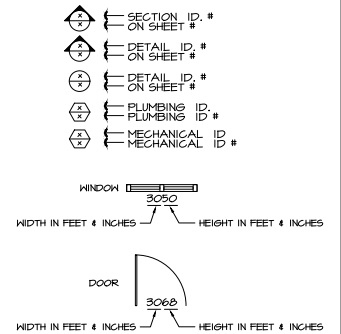 SECTION ID. #
ON SHEET #
DETAIL ID. #
ON SHEET #
DETAIL ID. #
ON SHEET #
PLUMBING ID.
PLUMBING ID #
MECHANICAL ID
MECHANICAL ID #
WINDOW
3050
WIDTH IN FEET & INCHES HEIGHT IN FEET & INCHES
DOOR
3068
WIDTH IN FEET & INCHES HEIGHT IN FEET & INCHES